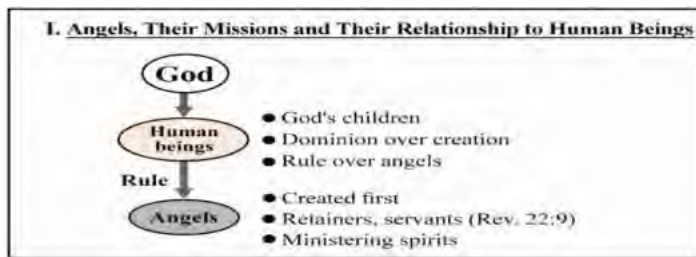 I. Angels, Their Missions and Their Relationship to Human Beings
God
Human
beings
● God's children
● Dominion over creation
● Rule over angels
Rule
Angels
● Created first
● Retainers, servants (Rev. 22:9)
● Ministering spirits